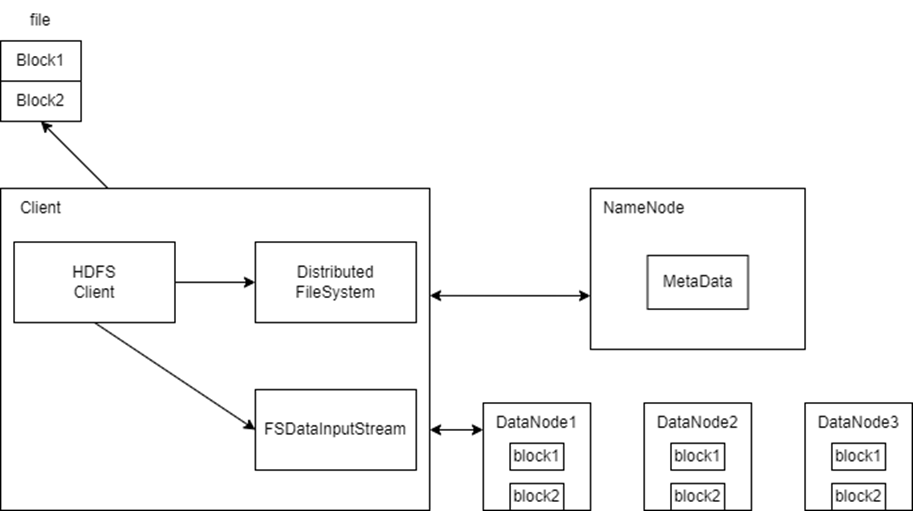 file
Block1
Block2
Client
HDFS
Client
Distributed
FileSystem
FSDataInputStream
NameNode
MetaData
DataNode1
block1
block2
DataNode2
block1
block2
DataNode3
block1
block2